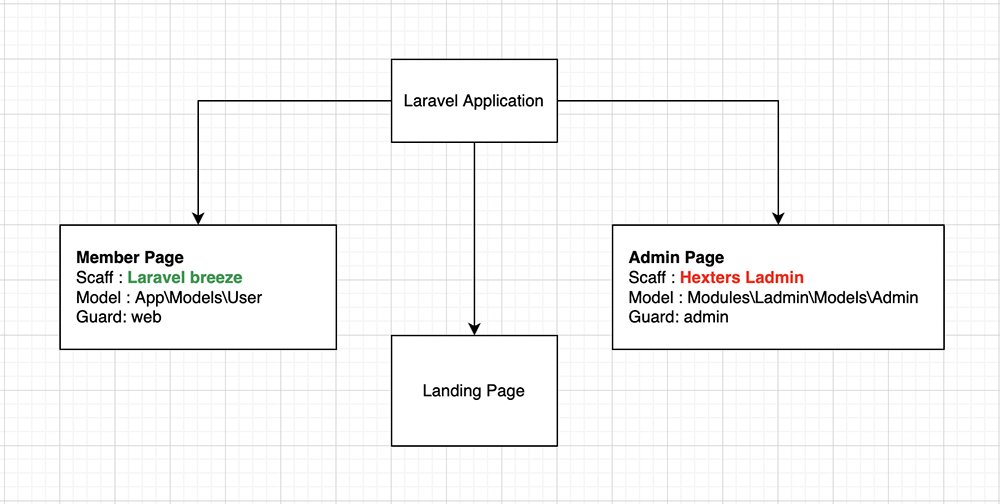 Laravel Application
Member Page
Scaff : Laravel breeze
Model : App\Models\User
Guard: web
Admin Page
Scaff : Hexters Ladmin
Model : Modules\Ladmin\Models\Admin
Guard: admin
Landing Page